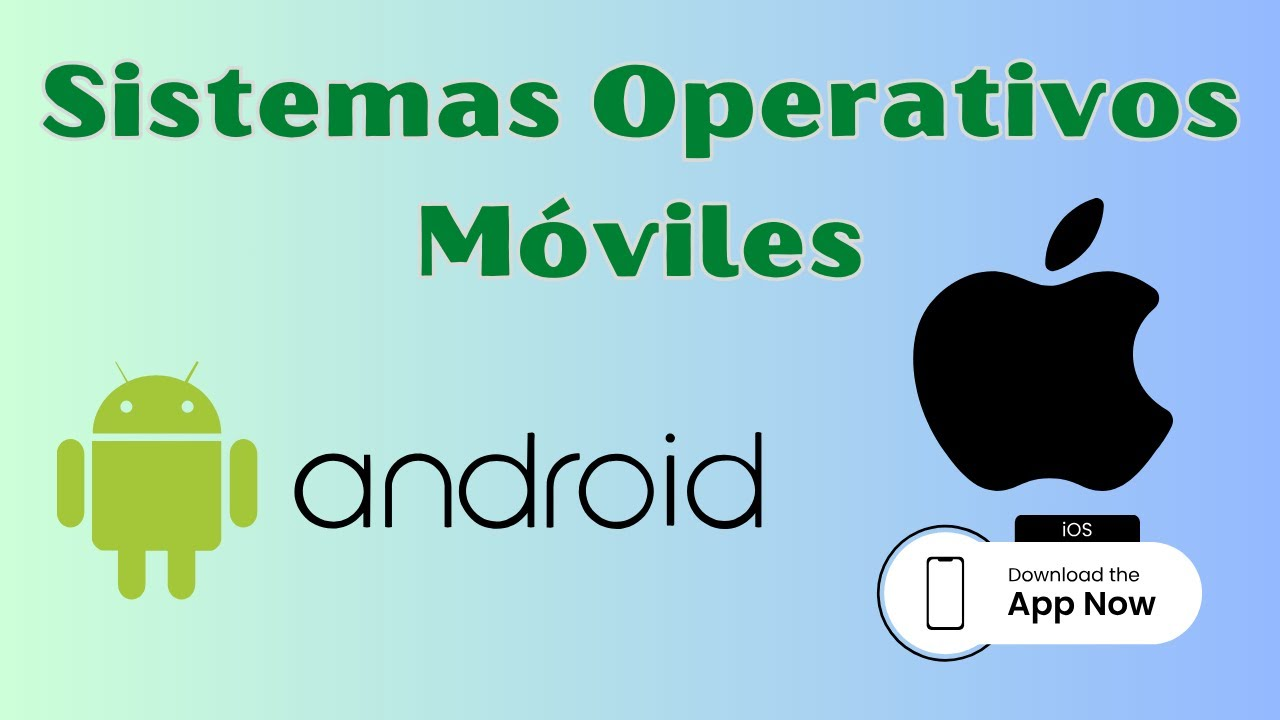 Sistemas Operativos
Móviles
android
iOS
Download the
App Now